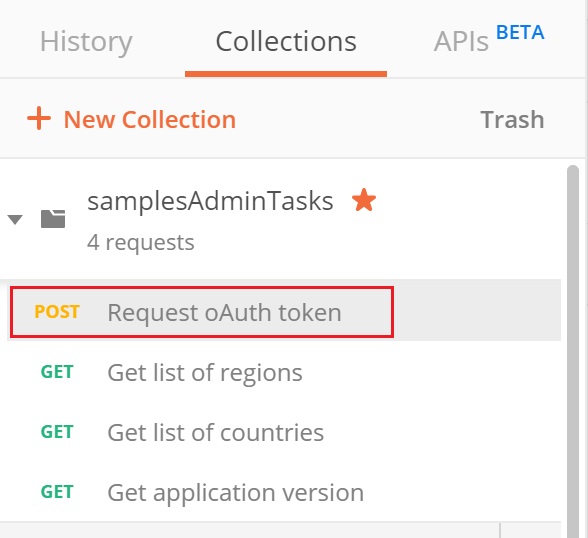 History Collections APIs BETA
New Collection Trash
samplesAdminTasks
4 requests
POST Request oAuth token
GET Get list of regions
GET Get list of countries
GET Get application version